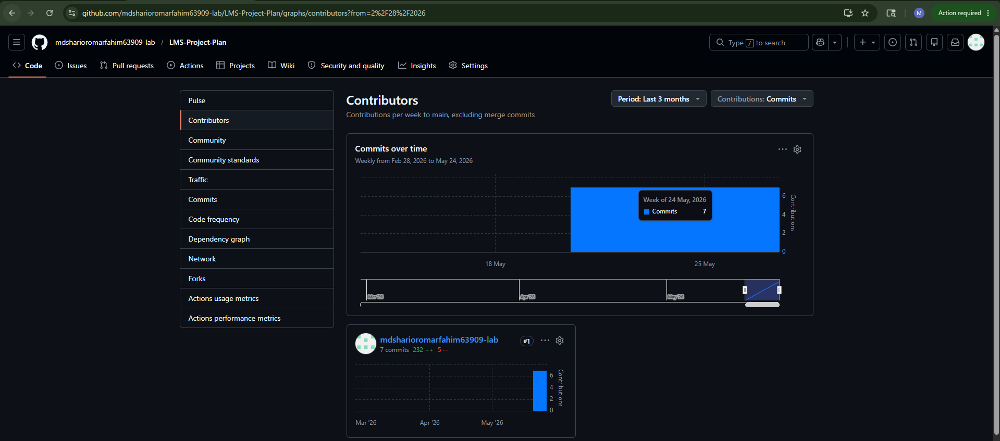 github.com/mdsharioromarfahim63909-lab/LMS-Project-Plan/graphs/contributors?from=2%2F28%2F2026
M
Action required
mdsharioromarfahim63909-lab / LMS-Project-Plan
Type / to search
Code
Issues
Pull requests
Actions
Projects
Wiki
Security and quality
Insights
Settings
Pulse
Contributors
Community
Community standards
Traffic
Commits
Code frequency
Dependency graph
Network
Forks
Actions usage metrics
Actions performance metrics
Contributors
Contributions per week to main, excluding merge commits
Period: Last 3 months
Contributions: Commits
Commits over time
Weekly from Feb 28, 2026 to May 24, 2026
Week of 24 May, 2026
Commits 7
6
4
2
0
Contributions
18 May
25 May
Mar '26
Apr '26
May '26
mdsharioromarfahim63909-lab
#1
7 commits 232 ++ 5 --
6
4
2
0
Contributions
Mar '26
Apr '26
May '26